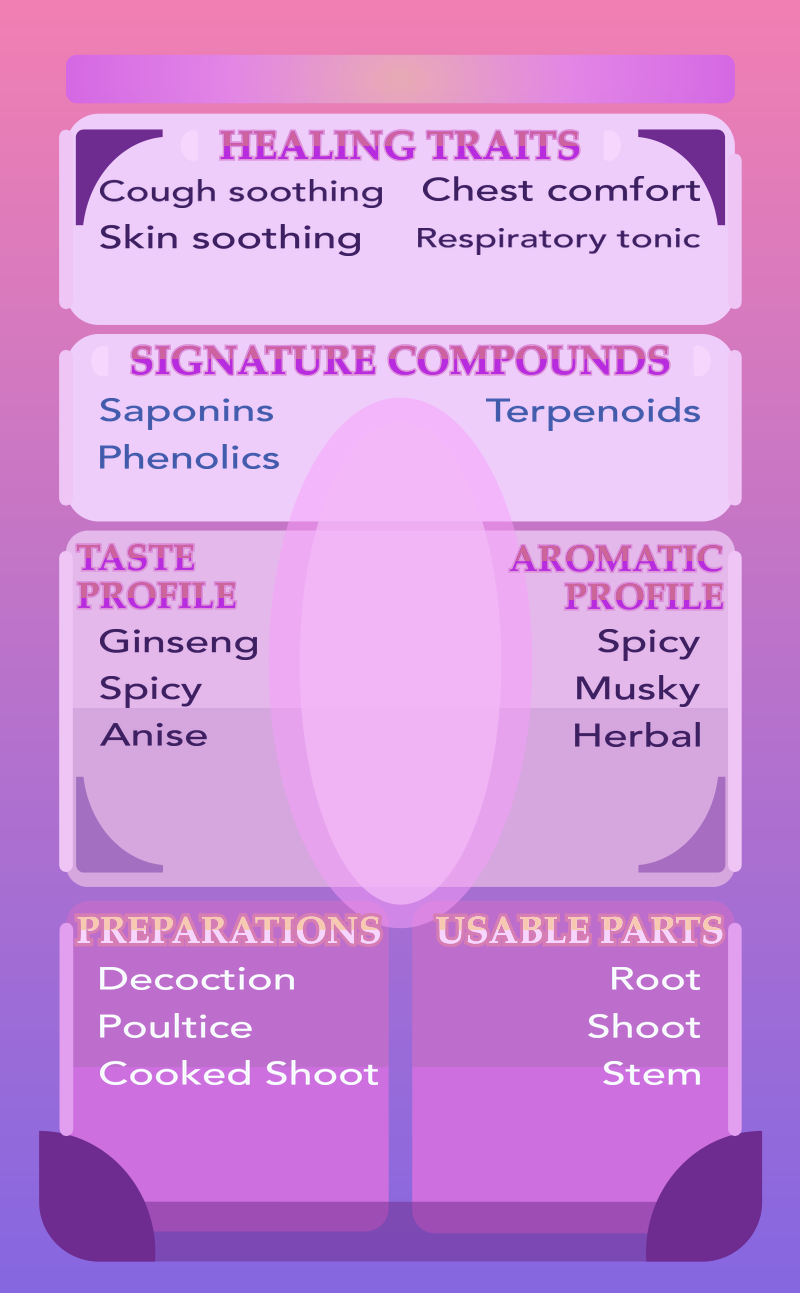 HEALING TRAITS
Cough soothing Chest comfort
Skin soothing Respiratory tonic
SIGNATURE COMPOUNDS
Saponins Terpenoids
Phenolics
TASTE
PROFILE
Ginseng
Spicy
Anise
AROMATIC
PROFILE
Spicy
Musky
Herbal
PREPARATIONS
Decoction
Poultice
Cooked Shoot
USABLE PARTS
Root
Shoot
Stem